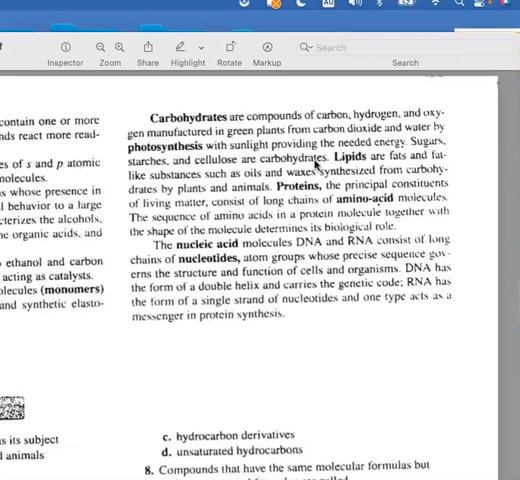 AU
f
Inspector
Zoom
Share
Highlight
Rotate
Markup
Search
Search
contain one or more
nds react more read-
es of s and p atomic
molecules.
s whose presence in
l behavior to a large
cterizes the alcohols,
ne organic acids, and
o ethanol and carbon
acting as catalysts.
olecules (monomers)
and synthetic elasto-
Carbohydrates are compounds of carbon, hydrogen, and oxy-
gen manufactured in green plants from carbon dioxide and water by
photosynthesis with sunlight providing the needed energy. Sugars,
starches, and cellulose are carbohydrates. Lipids are fats and fat-
like substances such as oils and waxes synthesized from carbohy-
drates by plants and animals. Proteins, the principal constituents
of living matter, consist of long chains of amino-acid molecules.
The sequence of amino acids in a protein molecule together with
the shape of the molecule determines its biological role.
The nucleic acid molecules DNA and RNA consist of long
chains of nucleotides, atom groups whose precise sequence gov-
erns the structure and function of cells and organisms. DNA has
the form of a double helix and carries the genetic code; RNA has
the form of a single strand of nucleotides and one type acts as a
messenger in protein synthesis.
as its subject
d animals
c. hydrocarbon derivatives
d. unsaturated hydrocarbons
8. Compounds that have the same molecular formulas but